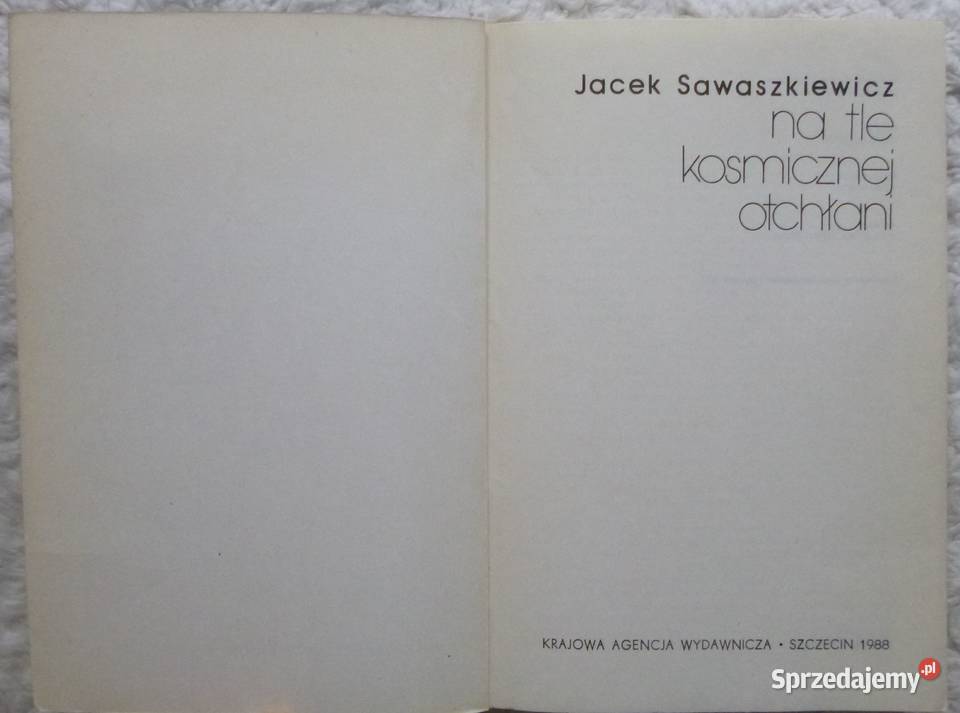 Jacek Sawaszkiewicz
na tle
kosmicznej
otchłani
KRAJOWA AGENCJA WYDAWNICZA • SZCZECIN 1988
Sprzedajemy.pl